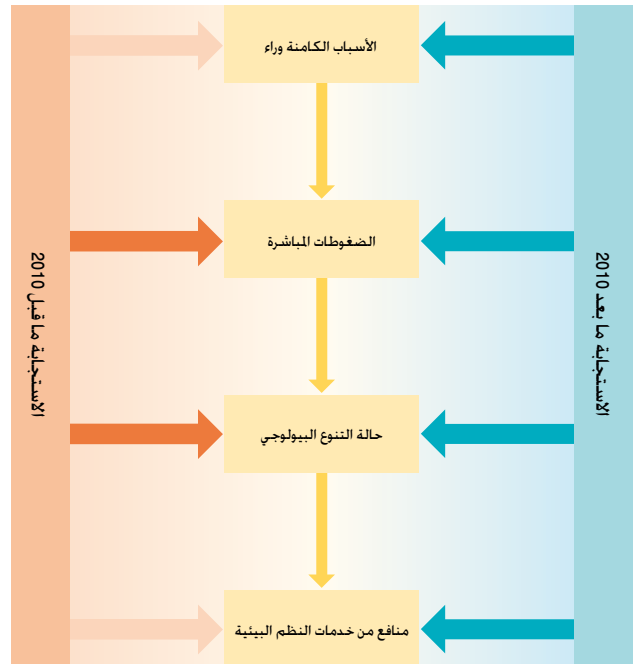 الأسباب الكامنة وراء
الضغوطات المباشرة
حالة التنوع البيولوجي
منافع من خدمات النظم البيئية
الاستجابة ما بعد 2010
الاستجابة ما قبل 2010